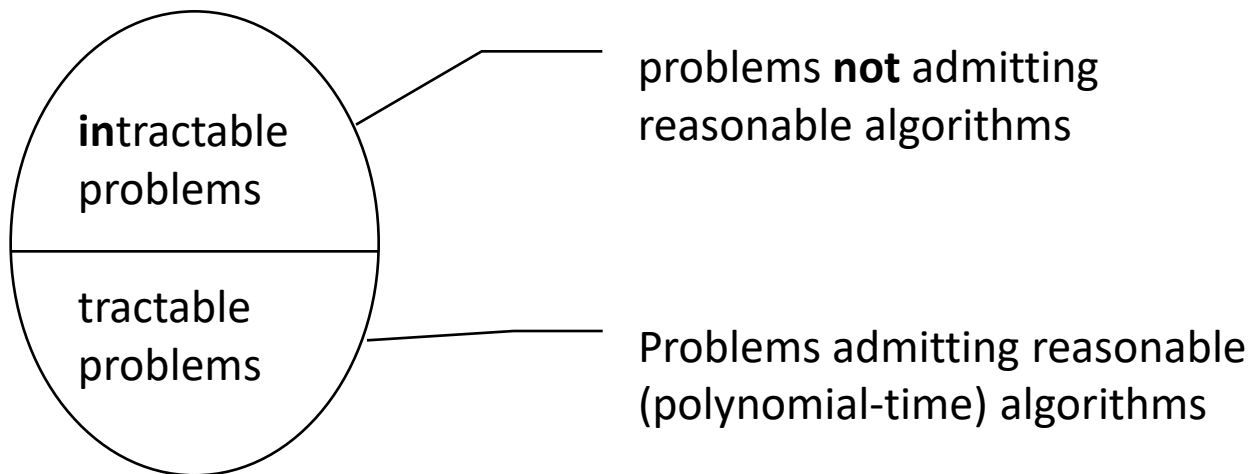 intractable
problems
problems not admitting
reasonable algorithms
tractable
problems
Problems admitting reasonable
(polynomial-time) algorithms